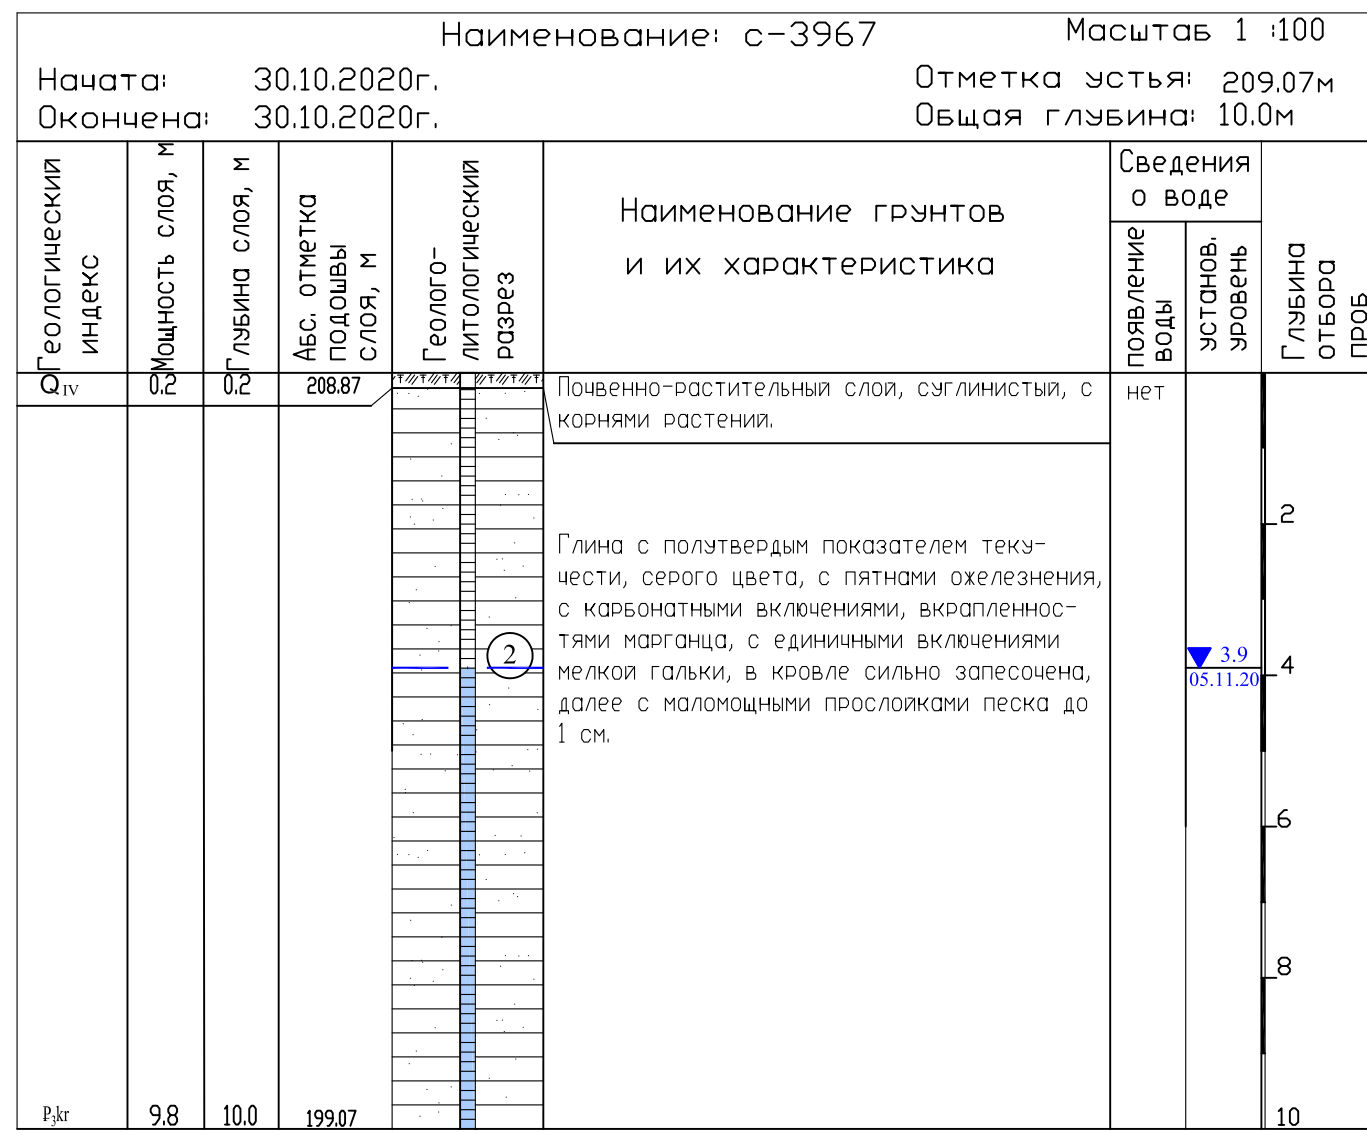 Наименование: с-3967
Масштаб 1 :100
Начата: 30.10.2020г.
Отметка устья: 209.07м
Окончена: 30.10.2020г.
Общая глубина: 10.0м
Геологический
индекс
Мощность слоя, м
Глубина слоя, м
Абс. отметка
подошвы
слоя, м
Геолого-
литологический
разрез
Наименование грунтов
и их характеристика
Сведения
о воде
появление
воды
установ.
уровень
Глубина
отбора
проб
QIV 0.2 0.2 208.87
Почвенно-растительный слой, суглинистый, с
корнями растений.
нет
2
Глина с полутвердым показателем теку-
чести, серого цвета, с пятнами ожелезнения,
с карбонатными включениями, вкрапленнос-
тями марганца, с единичными включениями
мелкой гальки, в кровле сильно запесочена,
далее с маломощными прослойками песка до
1 см.
2
3.9
05.11.20
4
6
8
₽3kr 9.8 10.0 199.07
10